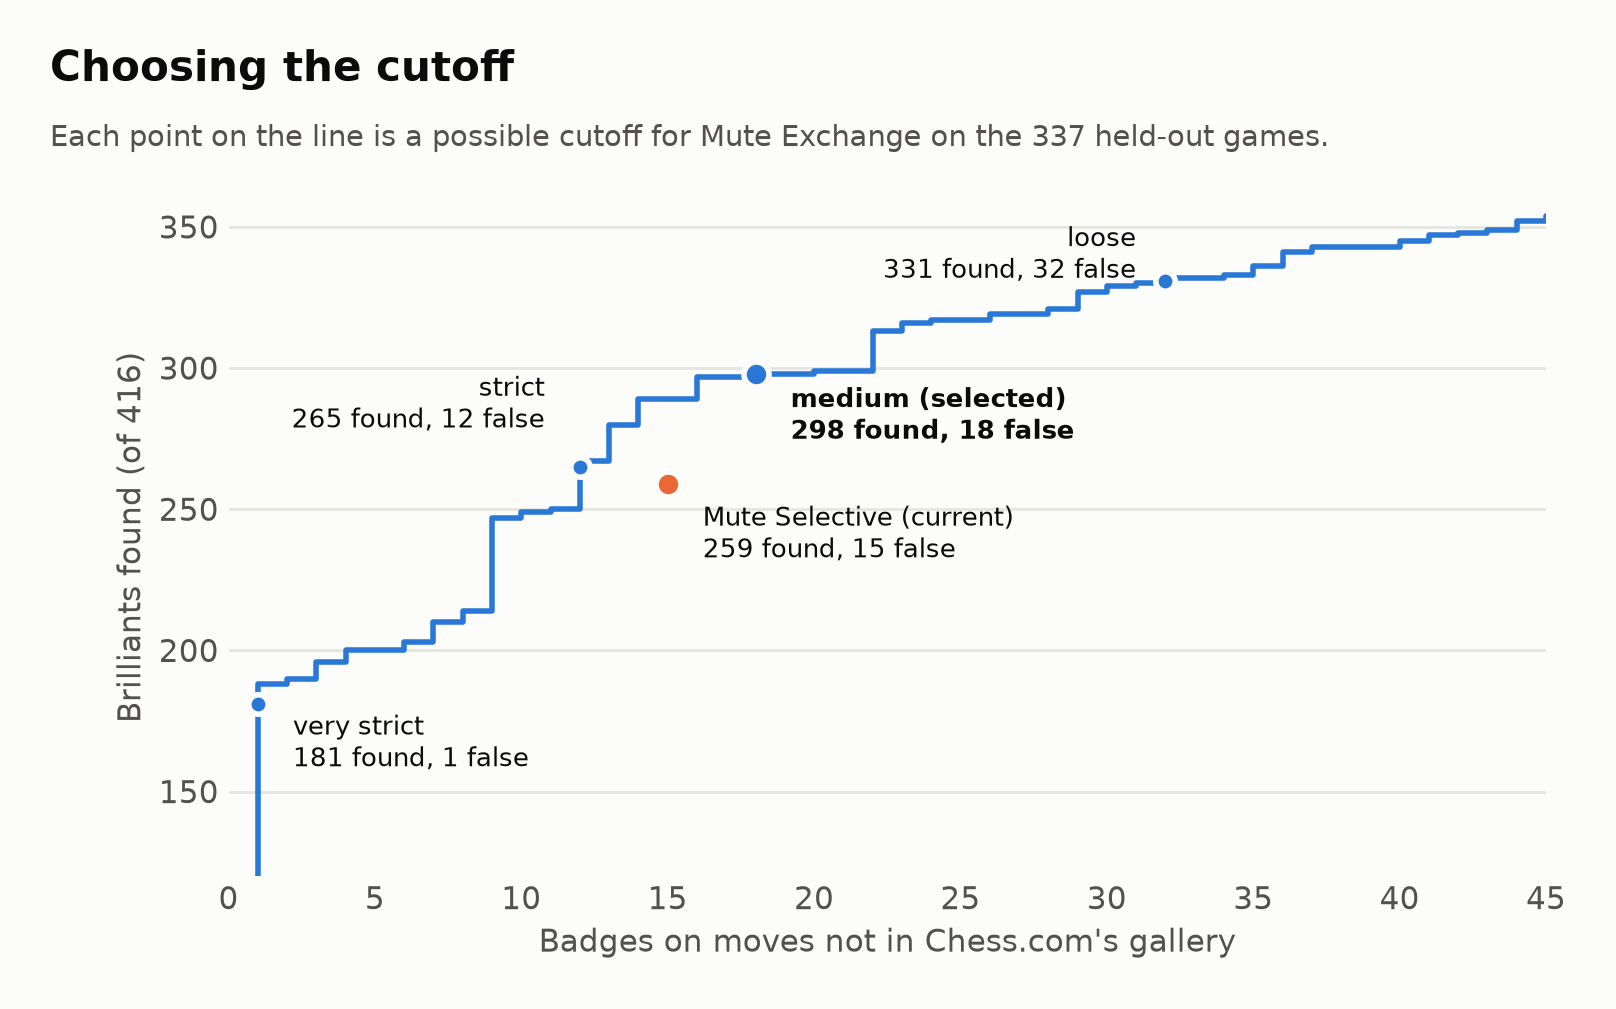 Choosing the cutoff
Each point on the line is a possible cutoff for Mute Exchange on the 337 held-out games.
350
loose
331 found, 32 false
300
strict
265 found, 12 false
medium (selected)
298 found, 18 false
Brilliants found (of 416)
250
Mute Selective (current)
259 found, 15 false
200
very strict
181 found, 1 false
150
0 5 10 15 20 25 30 35 40 45
Badges on moves not in Chess.com's gallery